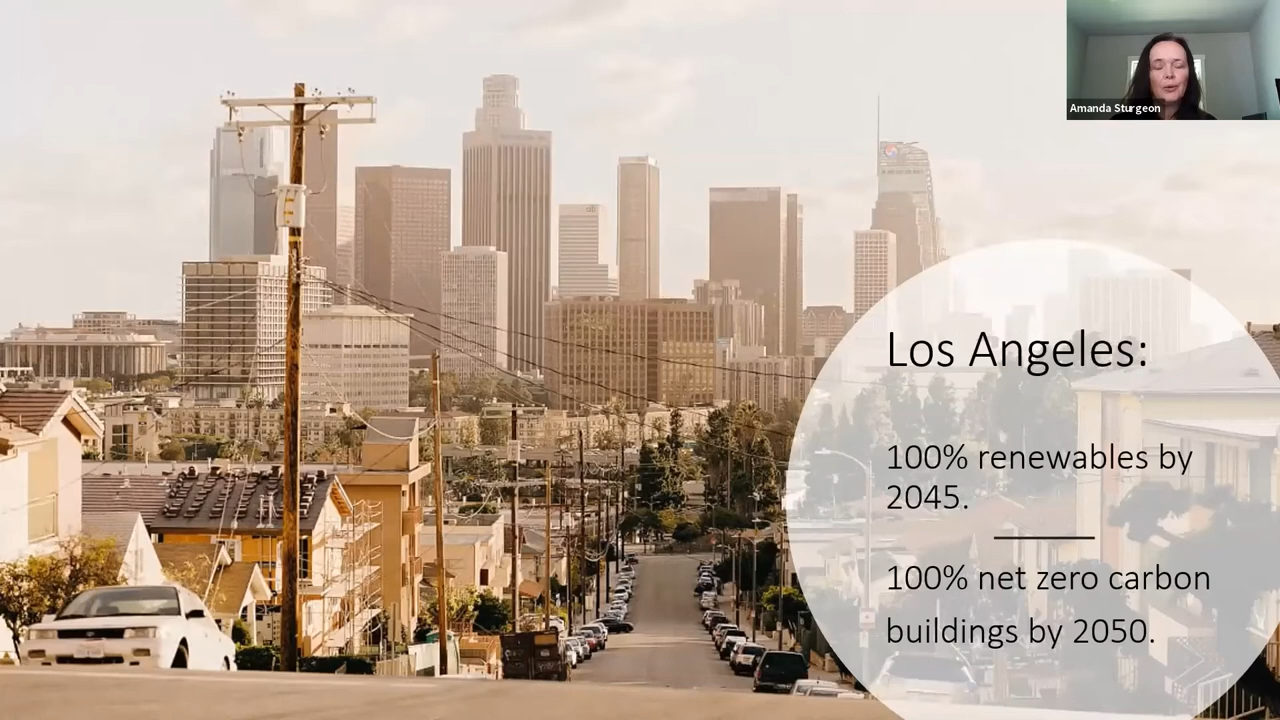 Amanda Sturgeon
Los Angeles:
100% renewables by
2045.
100% net zero carbon
buildings by 2050.